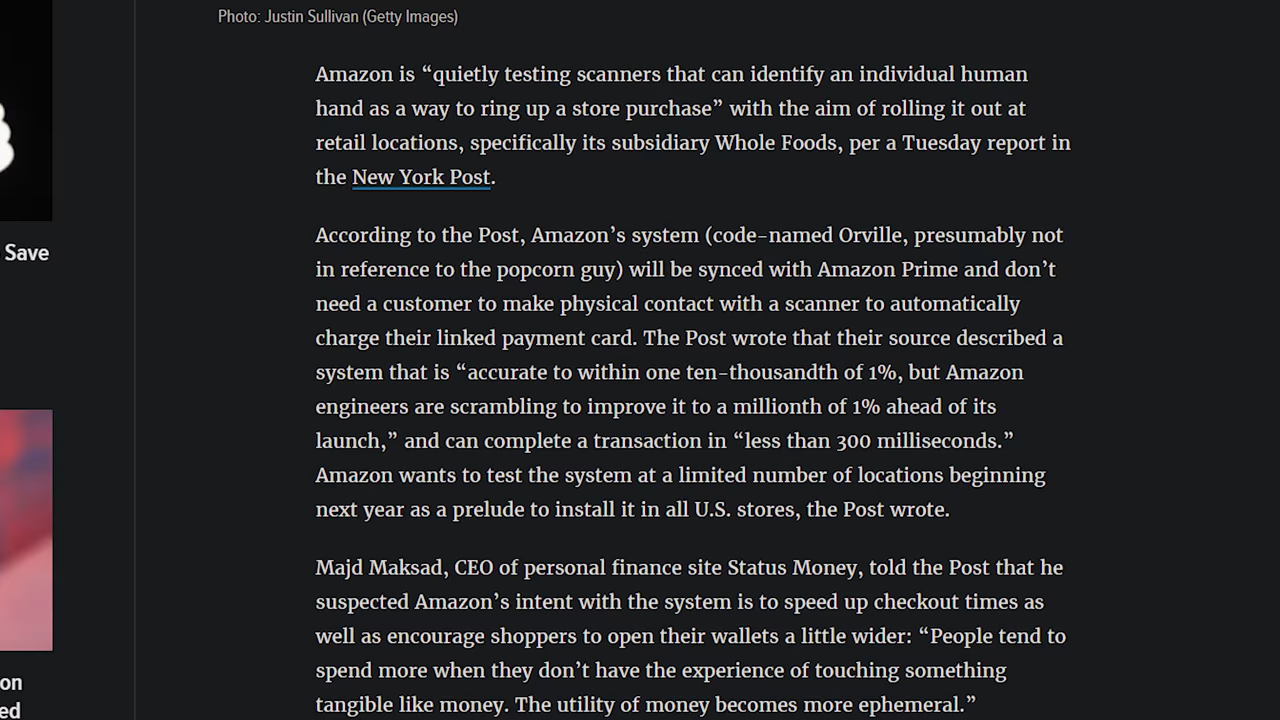 Photo: Justin Sullivan (Getty Images)
Amazon is “quietly testing scanners that can identify an individual human
hand as a way to ring up a store purchase” with the aim of rolling it out at
retail locations, specifically its subsidiary Whole Foods, per a Tuesday report in
the New York Post.
Save
According to the Post, Amazon’s system (code-named Orville, presumably not
in reference to the popcorn guy) will be synced with Amazon Prime and don’t
need a customer to make physical contact with a scanner to automatically
charge their linked payment card. The Post wrote that their source described a
system that is “accurate to within one ten-thousandth of 1%, but Amazon
engineers are scrambling to improve it to a millionth of 1% ahead of its
launch,” and can complete a transaction in “less than 300 milliseconds.”
Amazon wants to test the system at a limited number of locations beginning
next year as a prelude to install it in all U.S. stores, the Post wrote.
Majd Maksad, CEO of personal finance site Status Money, told the Post that he
suspected Amazon’s intent with the system is to speed up checkout times as
well as encourage shoppers to open their wallets a little wider: “People tend to
spend more when they don’t have the experience of touching something
tangible like money. The utility of money becomes more ephemeral.”
on
ed